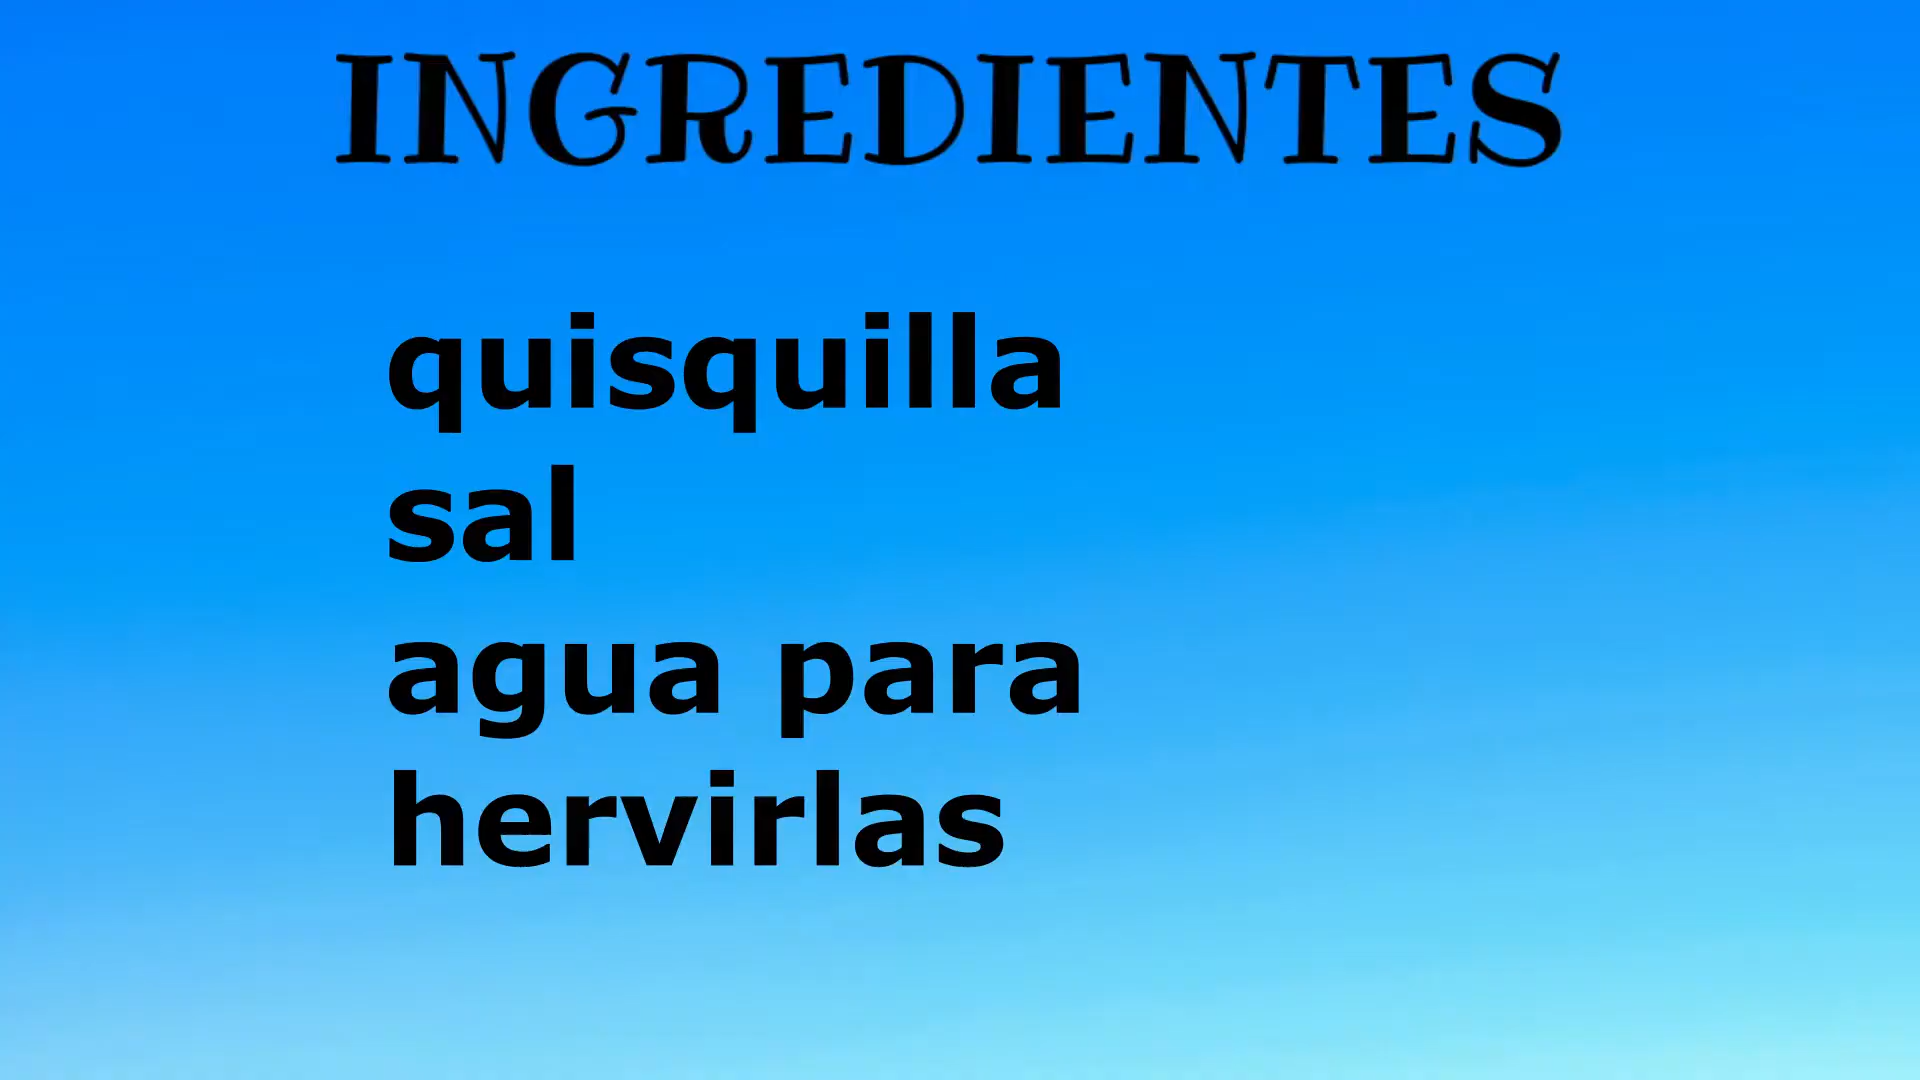 INGREDIENTES
quisquilla
sal
agua para
hervirlas